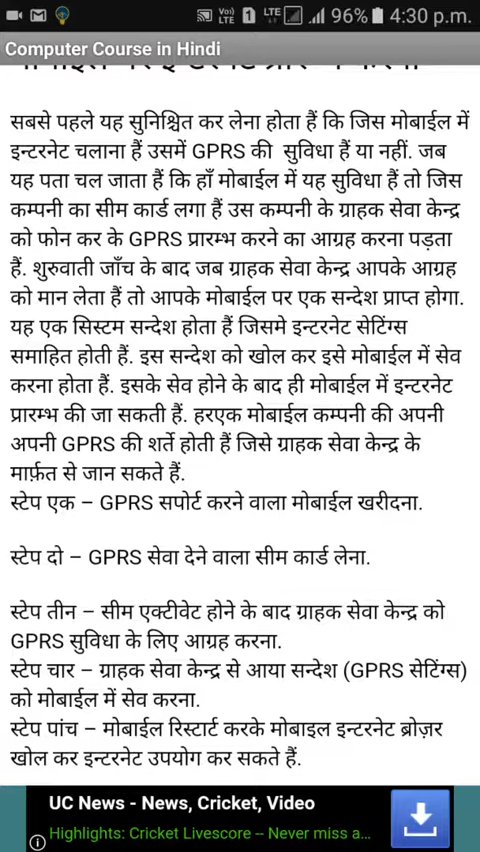 Vo)) LTE 1 LTE 96% 4:30 p.m.
Computer Course in Hindi
सबसे पहले यह सुनिश्चित कर लेना होता हैं कि जिस मोबाईल में
इन्टरनेट चलाना हैं उसमें GPRS की सुविधा हैं या नहीं. जब
यह पता चल जाता हैं कि हाँ मोबाईल में यह सुविधा हैं तो जिस
कम्पनी का सीम कार्ड लगा हैं उस कम्पनी के ग्राहक सेवा केन्द्र
को फोन कर के GPRS प्रारम्भ करने का आग्रह करना पड़ता
हैं. शुरुवाती जाँच के बाद जब ग्राहक सेवा केन्द्र आपके आग्रह
को मान लेता हैं तो आपके मोबाईल पर एक सन्देश प्राप्त होगा.
यह एक सिस्टम सन्देश होता हैं जिसमे इन्टरनेट सेटिंग्स
समाहित होती हैं. इस सन्देश को खोल कर इसे मोबाईल में सेव
करना होता हैं. इसके सेव होने के बाद ही मोबाईल में इन्टरनेट
प्रारम्भ की जा सकती हैं. हरएक मोबाईल कम्पनी की अपनी
अपनी GPRS की शर्ते होती हैं जिसे ग्राहक सेवा केन्द्र के
मार्फ़त से जान सकते हैं.
स्टेप एक – GPRS सपोर्ट करने वाला मोबाईल खरीदना.
स्टेप दो – GPRS सेवा देने वाला सीम कार्ड लेना.
स्टेप तीन – सीम एक्टीवेट होने के बाद ग्राहक सेवा केन्द्र को
GPRS सुविधा के लिए आग्रह करना.
स्टेप चार – ग्राहक सेवा केन्द्र से आया सन्देश (GPRS सेटिंग्स)
को मोबाईल में सेव करना.
स्टेप पांच – मोबाईल रिस्टार्ट करके मोबाइल इन्टरनेट ब्रोज़र
खोल कर इन्टरनेट उपयोग कर सकते हैं.
UC News - News, Cricket, Video
Highlights: Cricket Livescore -- Never miss a...